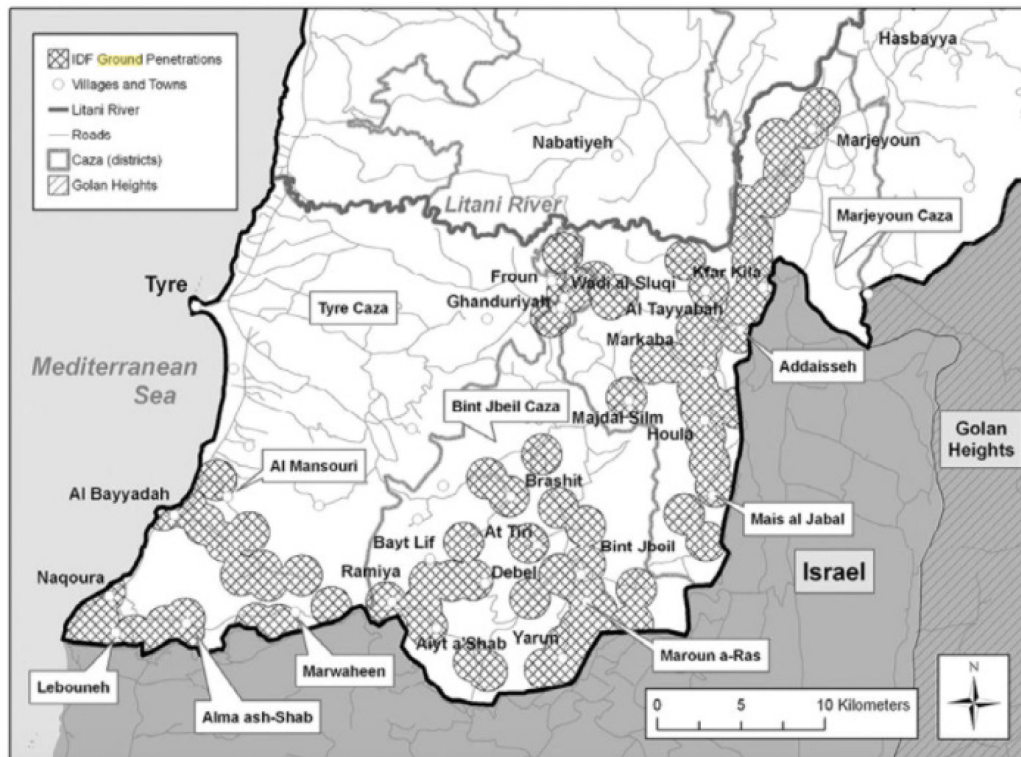 IDF Ground Penetrations
Villages and Towns
Litani River
Roads
Caza (districts)
Golan Heights
Hasbayya
Nabatiyeh
Marjeyoun
Litani River
Marjeyoun Caza
Tyre
Froun
Wadi al-Sluqi
Kfar Kila
Ghanduriyah
Tyre Caza
Al Tayyabah
Markaba
Addaisseh
Mediterranean
Sea
Bint Jbeil Caza
Majdal Silm
Houla
Golan
Heights
Al Mansouri
Al Bayyadah
Brashit
Mais al Jabal
At Tiri
Bayt Lif
Bint Jboil
Naqoura
Ramiya
Debel
Israel
Aiyt a'Shab
Yarun
Maroun a-Ras
Marwaheen
Lebouneh
Alma ash-Shab
N
0 5 10 Kilometers